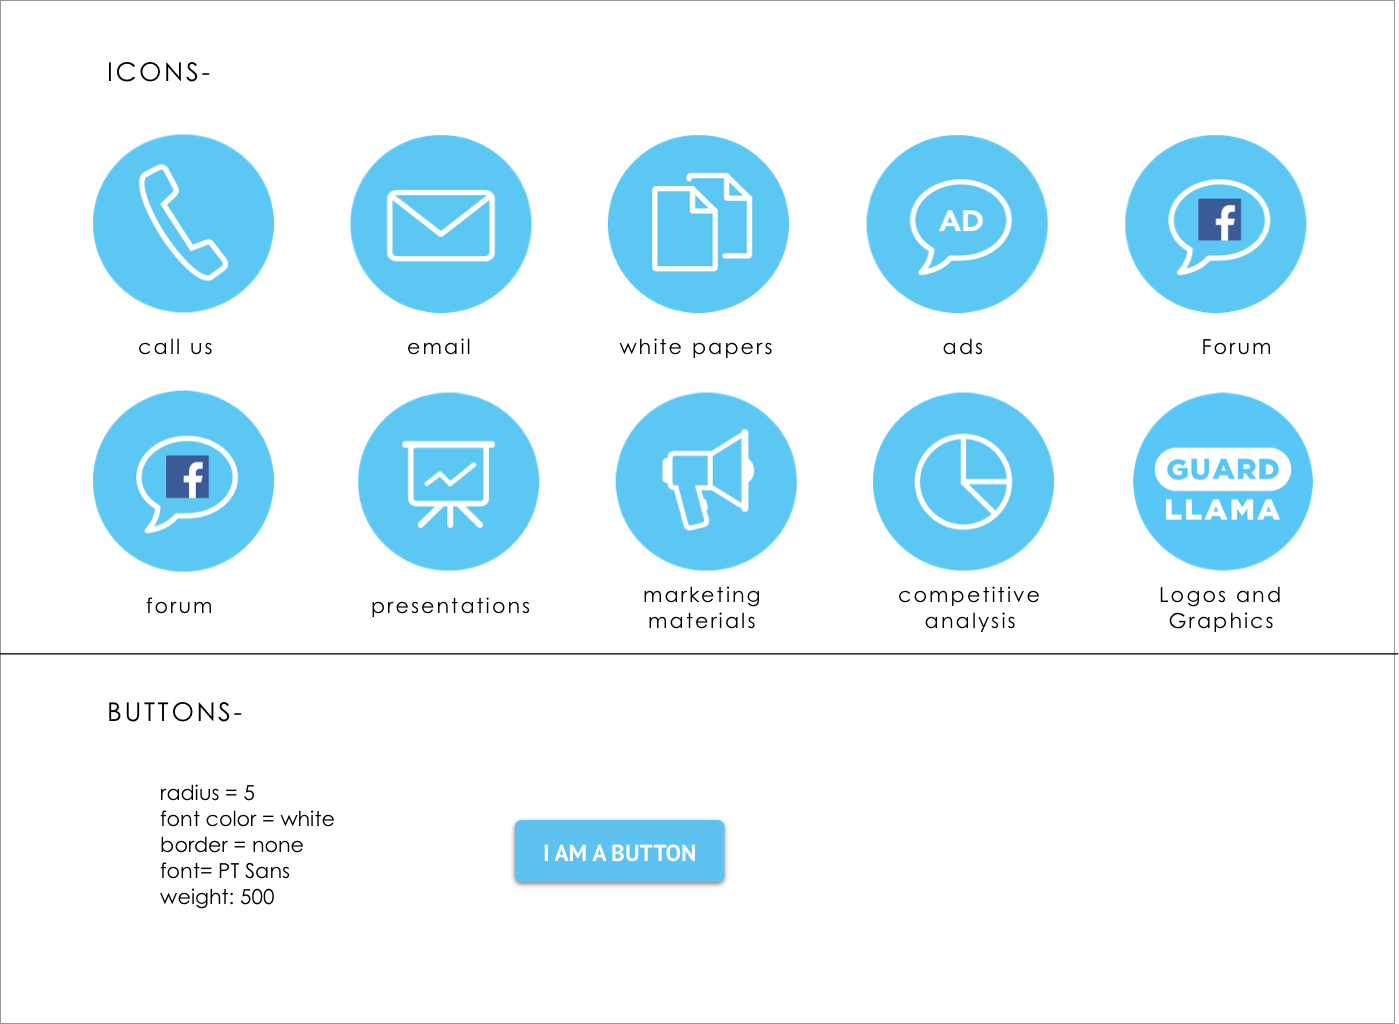 ICONS-
AD
f
call us
email
white papers
ads
Forum
f
GUARD
LLAMA
forum
presentations
marketing
materials
competitive
analysis
Logos and
Graphics
BUTTONS-
radius = 5
font color = white
border = none
font= PT Sans
weight: 500
I AM A BUTTON